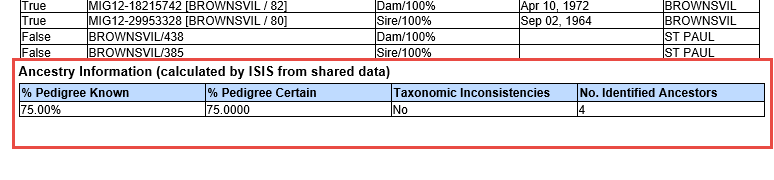 True MIG12-18215742 [BROWNSVIL / 82] Dam/100% Apr 10, 1972 BROWNSVIL
True MIG12-29953328 [BROWNSVIL / 80] Sire/100% Sep 02, 1964 BROWNSVIL
False BROWNSVIL/438 Dam/100% ST PAUL
False BROWNSVIL/385 Sire/100% ST PAUL
Ancestry Information (calculated by ISIS from shared data)
% Pedigree Known % Pedigree Certain Taxonomic Inconsistencies No. Identified Ancestors
75.00% 75.0000 No 4